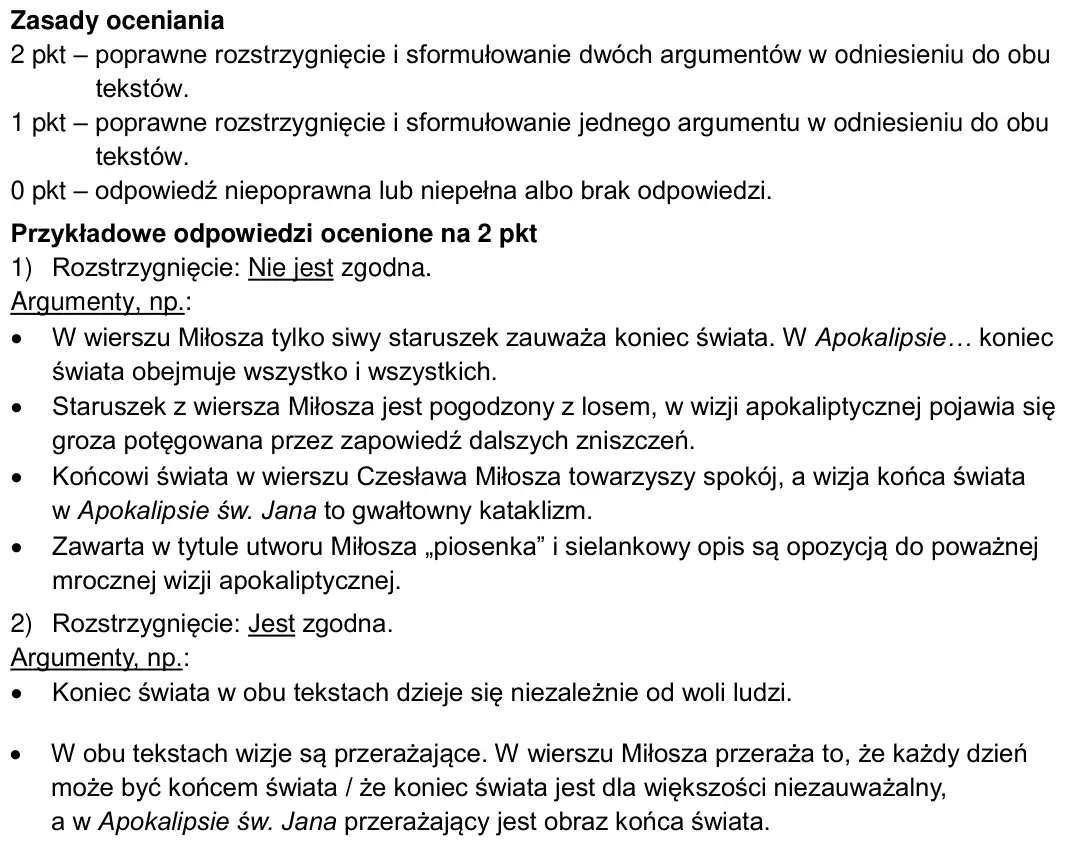 Zasady oceniania
2 pkt – poprawne rozstrzygnięcie i sformułowanie dwóch argumentów w odniesieniu do obu
tekstów.
1 pkt – poprawne rozstrzygnięcie i sformułowanie jednego argumentu w odniesieniu do obu
tekstów.
0 pkt – odpowiedź niepoprawna lub niepełna albo brak odpowiedzi.
Przykładowe odpowiedzi ocenione na 2 pkt
1) Rozstrzygnięcie: Nie jest zgodna.
Argumenty, np.:
• W wierszu Miłosza tylko siwy staruszek zauważa koniec świata. W Apokalipsie… koniec
świata obejmuje wszystko i wszystkich.
• Staruszek z wiersza Miłosza jest pogodzony z losem, w wizji apokaliptycznej pojawia się
groza potęgowana przez zapowiedź dalszych zniszczeń.
• Końcowi świata w wierszu Czesława Miłosza towarzyszy spokój, a wizja końca świata
w Apokalipsie św. Jana to gwałtowny kataklizm.
• Zawarta w tytule utworu Miłosza „piosenka” i sielankowy opis są opozycją do poważnej
mrocznej wizji apokaliptycznej.
2) Rozstrzygnięcie: Jest zgodna.
Argumenty, np.:
• Koniec świata w obu tekstach dzieje się niezależnie od woli ludzi.
• W obu tekstach wizje są przerażające. W wierszu Miłosza przeraża to, że każdy dzień
może być końcem świata / że koniec świata jest dla większości niezauważalny,
a w Apokalipsie św. Jana przerażający jest obraz końca świata.